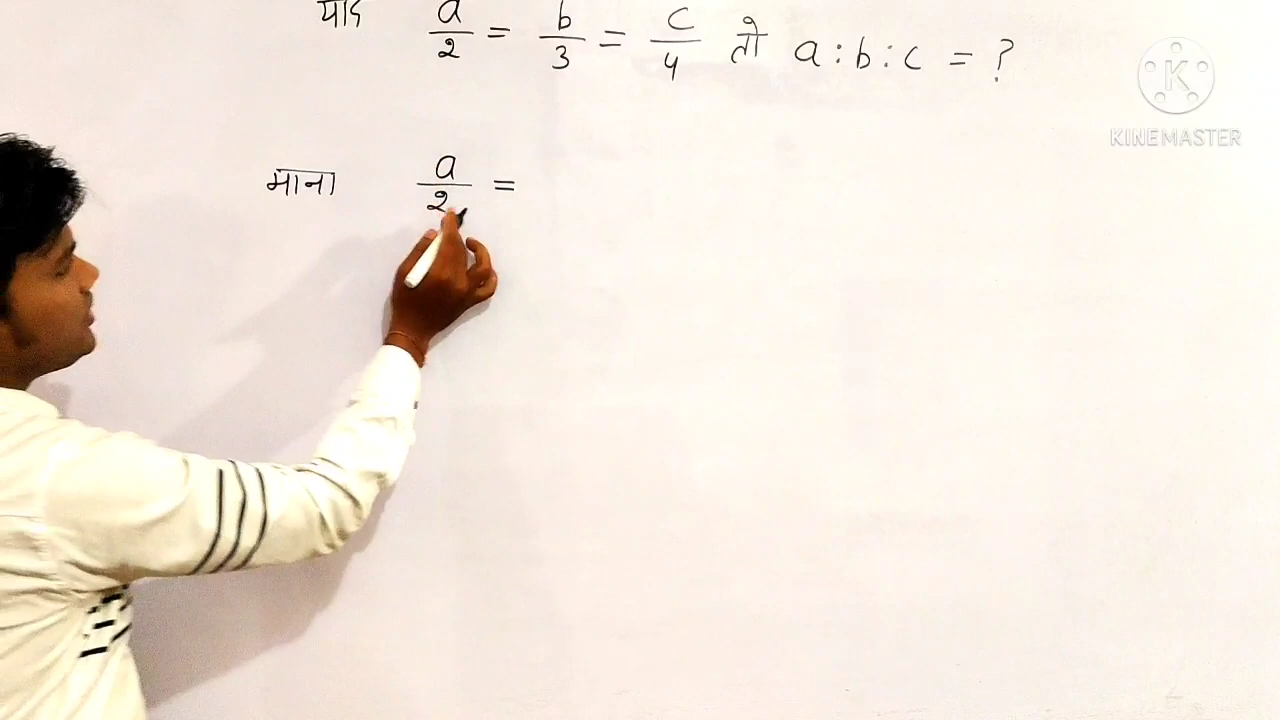 यदि a/2 = b/3 = c/4 तो a : b : c = ?
K
KINEMASTER
माना a/2 =